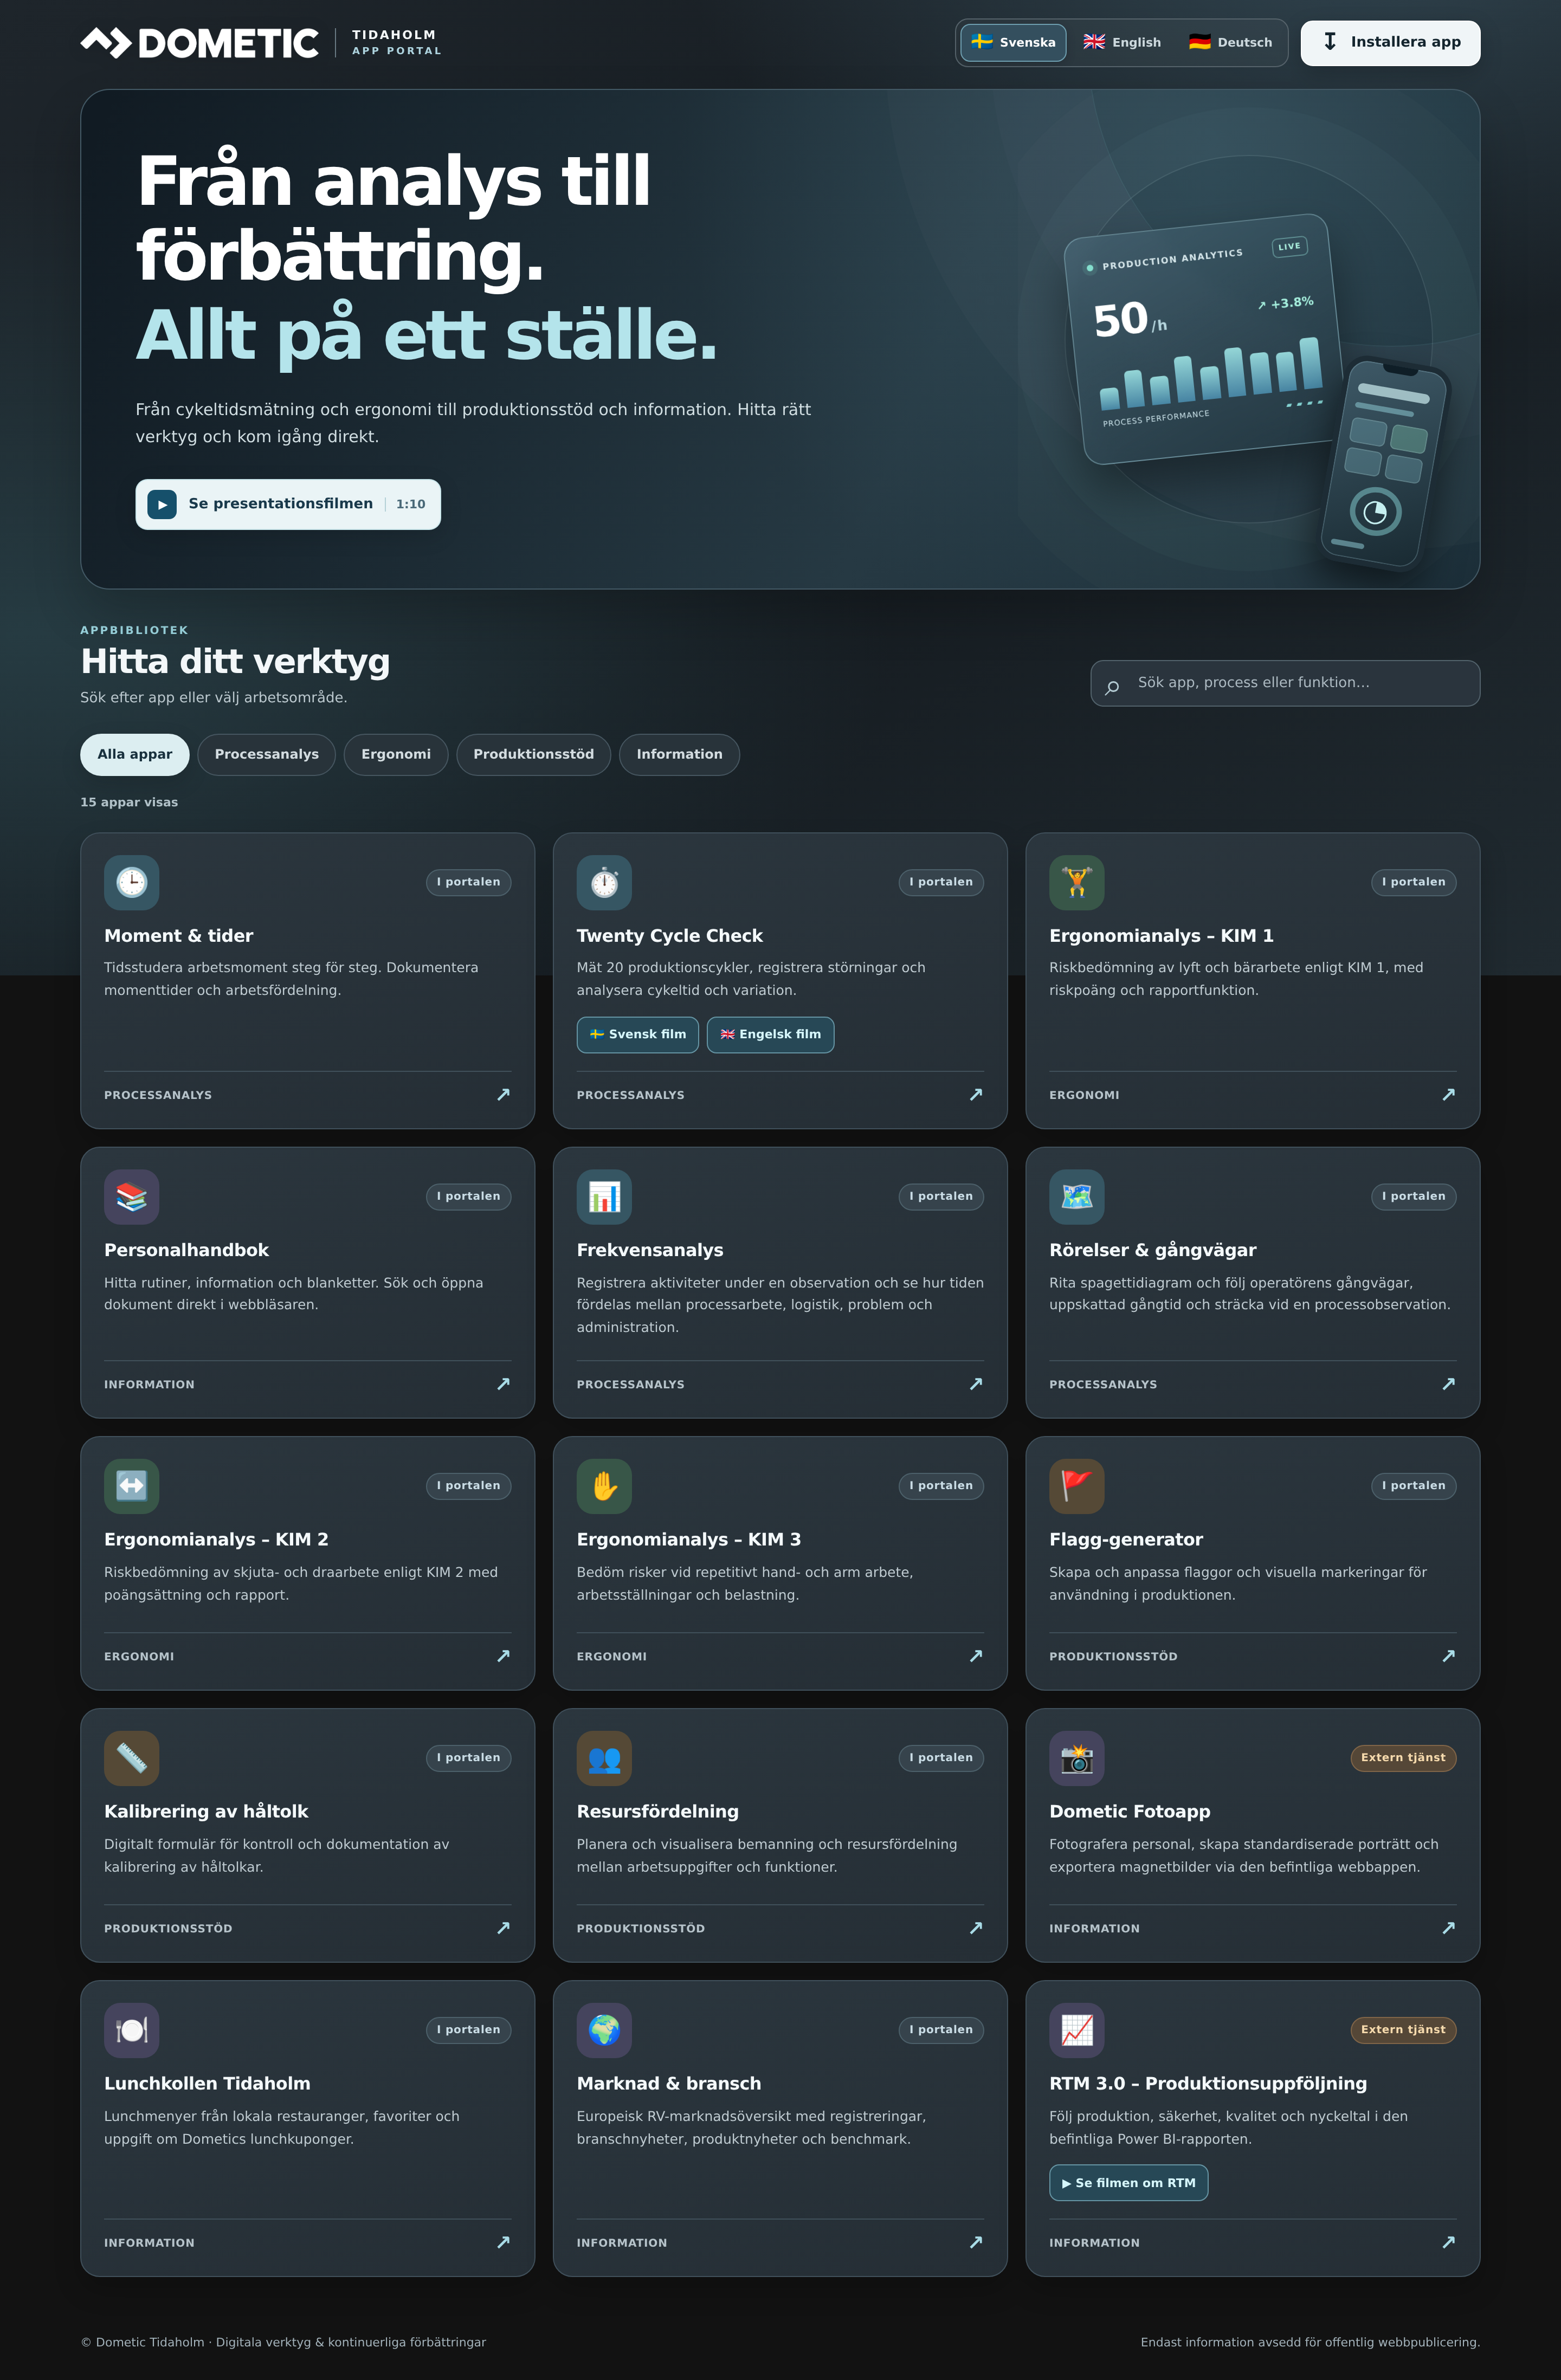 DOMETIC
TIDAHOLM
APP PORTAL
Svenska
English
Deutsch
Installera app
Från analys till
förbättring.
Allt på ett ställe.
Från cykeltidsmätning och ergonomi till produktionsstöd och information. Hitta rätt
verktyg och kom igång direkt.
Se presentationsfilmen
1:10
PRODUCTION ANALYTICS
LIVE
50 /h
↗ +3.8%
PROCESS PERFORMANCE
APPBIBLIOTEK
Hitta ditt verktyg
Sök efter app eller välj arbetsområde.
Sök app, process eller funktion…
Alla appar
Processanalys
Ergonomi
Produktionsstöd
Information
15 appar visas
I portalen
Moment & tider
Tidsstudera arbetsmoment steg för steg. Dokumentera
momenttider och arbetsfördelning.
PROCESSANALYS
I portalen
Twenty Cycle Check
Mät 20 produktionscykler, registrera störningar och
analysera cykeltid och variation.
Svensk film
Engelsk film
PROCESSANALYS
I portalen
Ergonomianalys – KIM 1
Riskbedömning av lyft och bärarbete enligt KIM 1, med
riskpoäng och rapportfunktion.
ERGONOMI
I portalen
Personalhandbok
Hitta rutiner, information och blanketter. Sök och öppna
dokument direkt i webbläsaren.
INFORMATION
I portalen
Frekvensanalys
Registrera aktiviteter under en observation och se hur tiden
fördelas mellan processarbete, logistik, problem och
administration.
PROCESSANALYS
I portalen
Rörelser & gångvägar
Rita spagettidiagram och följ operatörens gångvägar,
uppskattad gångtid och sträcka vid en processobservation.
PROCESSANALYS
I portalen
Ergonomianalys – KIM 2
Riskbedömning av skjuta- och draarbete enligt KIM 2 med
poängsättning och rapport.
ERGONOMI
I portalen
Ergonomianalys – KIM 3
Bedöm risker vid repetitivt hand- och arm arbete,
arbetsställningar och belastning.
ERGONOMI
I portalen
Flagg-generator
Skapa och anpassa flaggor och visuella markeringar för
användning i produktionen.
PRODUKTIONSSTÖD
I portalen
Kalibrering av håltolk
Digitalt formulär för kontroll och dokumentation av
kalibrering av håltolkar.
PRODUKTIONSSTÖD
I portalen
Resursfördelning
Planera och visualisera bemanning och resursfördelning
mellan arbetsuppgifter och funktioner.
PRODUKTIONSSTÖD
Extern tjänst
Dometic Fotoapp
Fotografera personal, skapa standardiserade porträtt och
exportera magnetbilder via den befintliga webbappen.
INFORMATION
I portalen
Lunchkollen Tidaholm
Lunchmenyer från lokala restauranger, favoriter och
uppgift om Dometics lunchkuponger.
INFORMATION
I portalen
Marknad & bransch
Europeisk RV-marknadsöversikt med registreringar,
branschnyheter, produktnyheter och benchmark.
INFORMATION
Extern tjänst
RTM 3.0 – Produktionsuppföljning
Följ produktion, säkerhet, kvalitet och nyckeltal i den
befintliga Power BI-rapporten.
▶ Se filmen om RTM
INFORMATION
© Dometic Tidaholm · Digitala verktyg & kontinuerliga förbättringar
Endast information avsedd för offentlig webbpublicering.